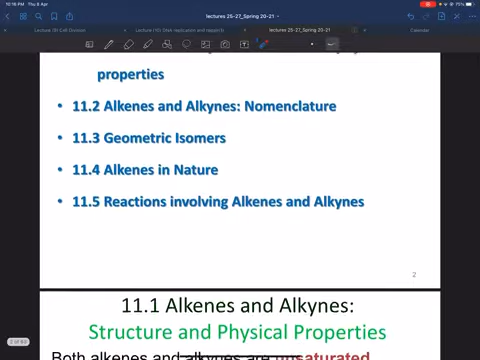 10:16 PM Thu 8 Apr
lectures 25-27_Spring 20-21
75%
Lecture (9) Cell Division
Lecture (10) DNA replication and repair
lectures 25-27_Spring 20-21
Calendar
properties
• 11.2 Alkenes and Alkynes: Nomenclature
• 11.3 Geometric Isomers
• 11.4 Alkenes in Nature
• 11.5 Reactions involving Alkenes and Alkynes
2
11.1 Alkenes and Alkynes:
Structure and Physical Properties
Both alkenes and alkynes are unsaturated